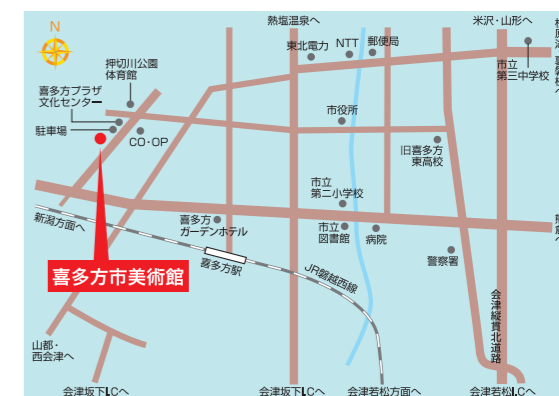 N
熱塩温泉へ
米沢・山形へ
東北電力
NTT
郵便局
市立
第三中学校
押切川公園
体育館
喜多方プラザ
文化センター
駐車場
CO・OP
市役所
旧喜多方
東高校
市立
第二小学校
新潟方面へ
喜多方
ガーデンホテル
市立
図書館
病院
警察署
喜多方駅
JR磐越西線
喜多方市美術館
会津縦貫北道路
山都・
西会津へ
会津坂下I.Cへ
会津坂下I.Cへ
会津若松方面へ
会津若松I.Cへ